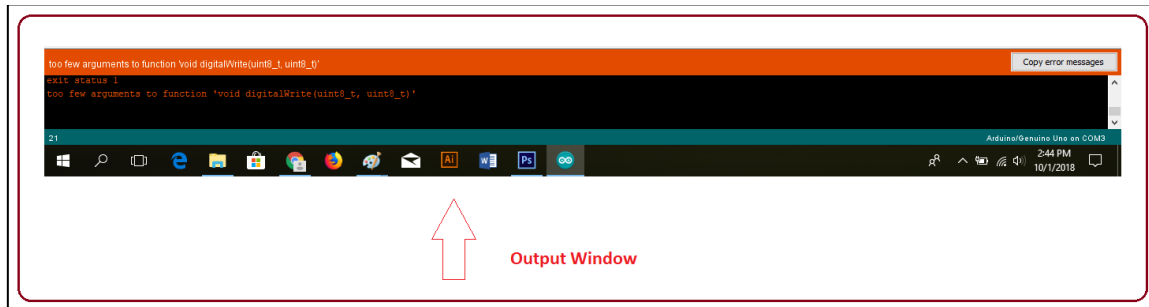 too few arguments to function 'void digitalWrite(uint8_t, uint8_t)'
Copy error messages
exit status 1
too few arguments to function 'void digitalWrite(uint8_t, uint8_t)'
21
Arduino/Genuino Uno on COM3
Ai
Ps
2:44 PM
10/1/2018
Output Window